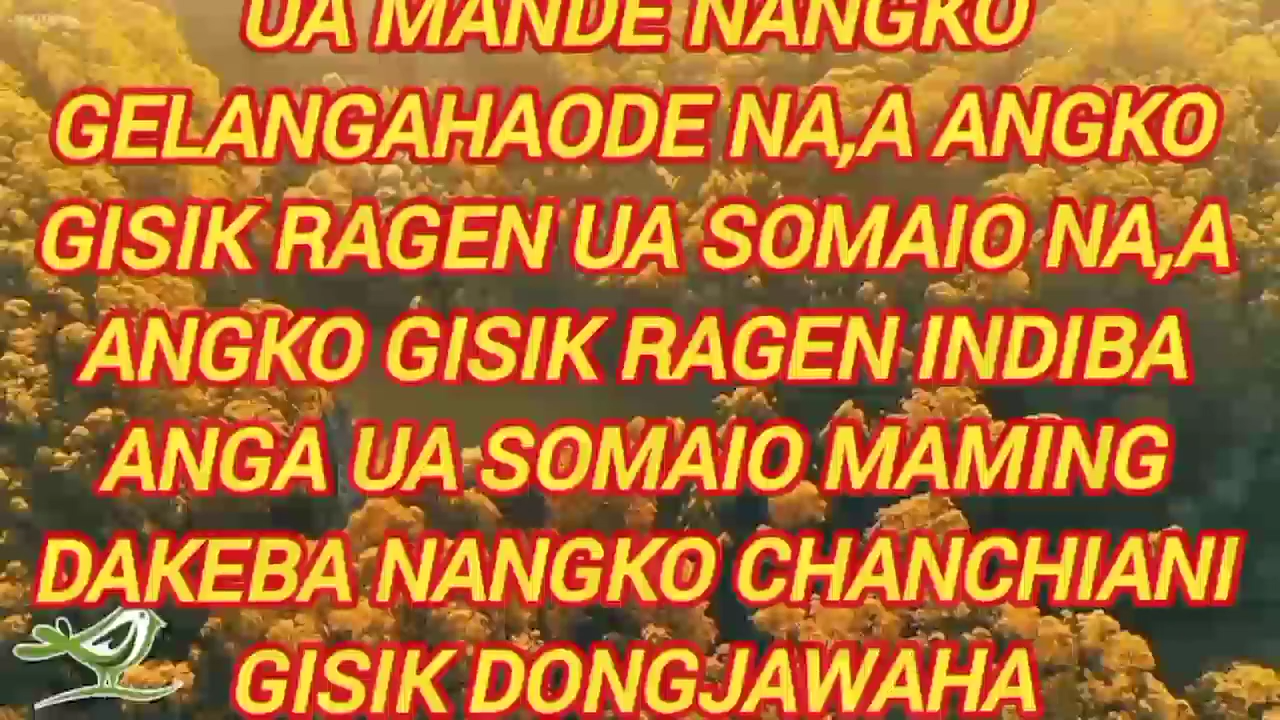 UA MANDE NANGKO
GELANGAHAODE NA,A ANGKO
GISIK RAGEN UA SOMAIO NA,A
ANGKO GISIK RAGEN INDIBA
ANGA UA SOMAIO MAMING
DAKEBA NANGKO CHANCHIANI
GISIK DONGJAWAHA